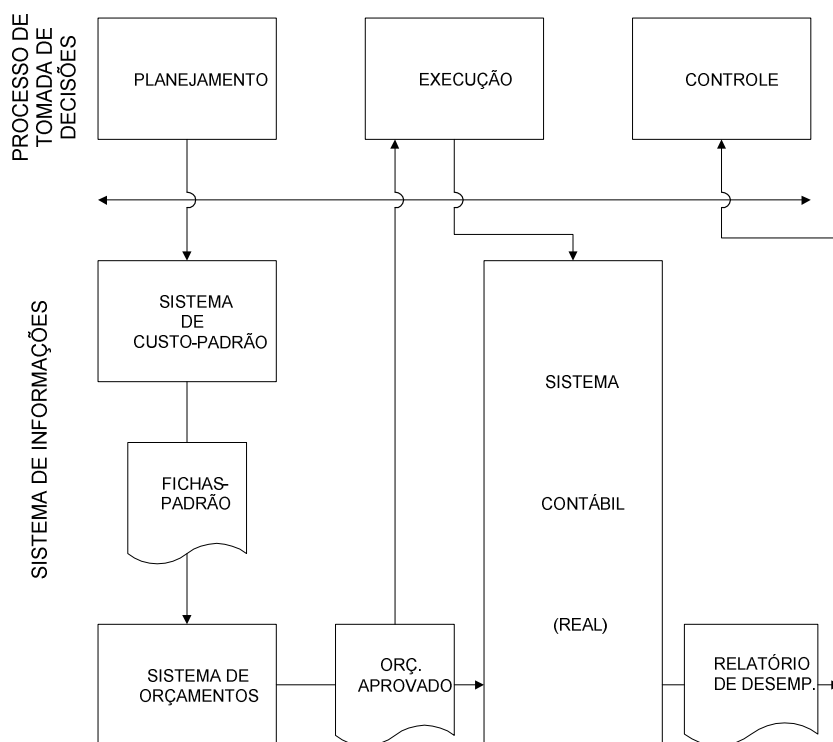 PROCESSO DE
TOMADA DE
DECISÕES
PLANEJAMENTO
EXECUÇÃO
CONTROLE
SISTEMA DE INFORMAÇÕES
SISTEMA
DE
CUSTO-PADRÃO
FICHAS-
PADRÃO
SISTEMA DE
ORÇAMENTOS
ORÇ.
APROVADO
SISTEMA
CONTÁBIL
(REAL)
RELATÓRIO
DE DESEMP.